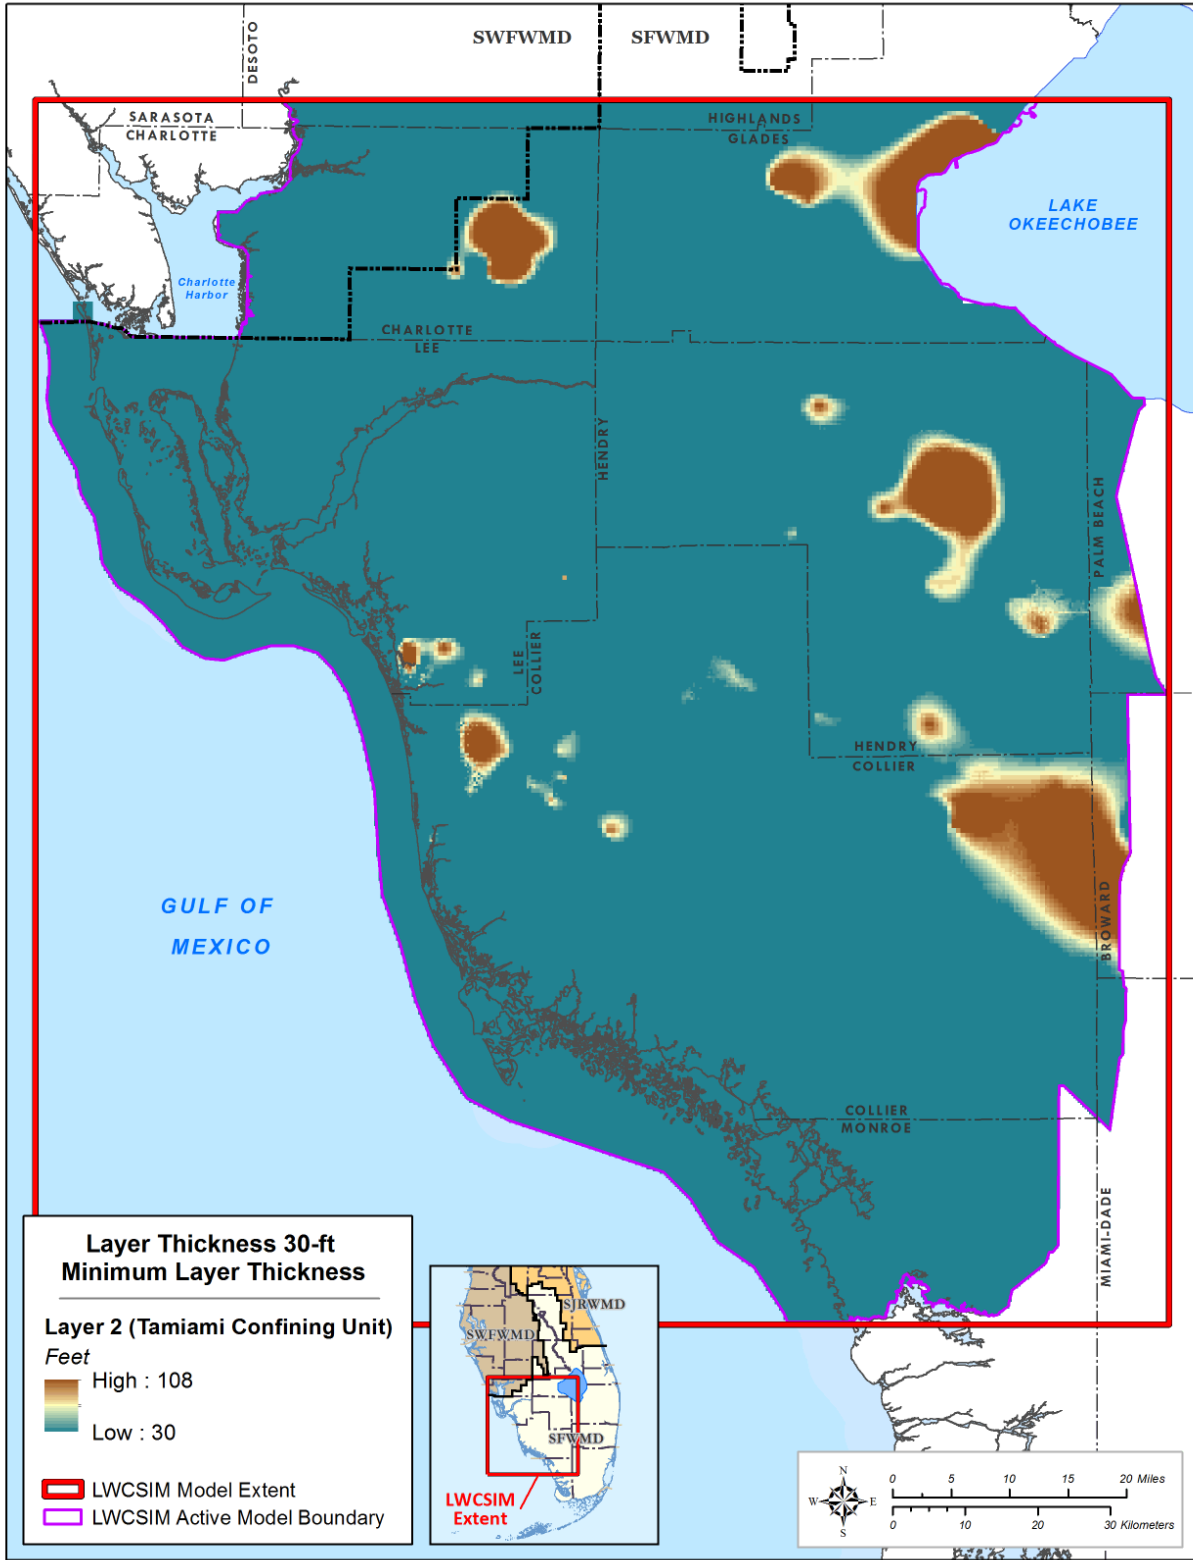 SWFWMD
SFWMD
DESOTO
SARASOTA
CHARLOTTE
HIGHLANDS
GLADES
LAKE
OKEECHOBEE
Charlotte
Harbor
CHARLOTTE
LEE
HENDRY
PALM BEACH
LEE
COLLIER
HENDRY
COLLIER
GULF OF
MEXICO
BROWARD
COLLIER
MONROE
MIAMI-DADE
Layer Thickness 30-ft
Minimum Layer Thickness
Layer 2 (Tamiami Confining Unit)
Feet
High : 108
Low : 30
LWCSIM Model Extent
LWCSIM Active Model Boundary
SJRWMD
SWFWMD
SFWMD
LWCSIM
Extent
N
W E
S
0 5 10 15 20 Miles
0 10 20 30 Kilometers